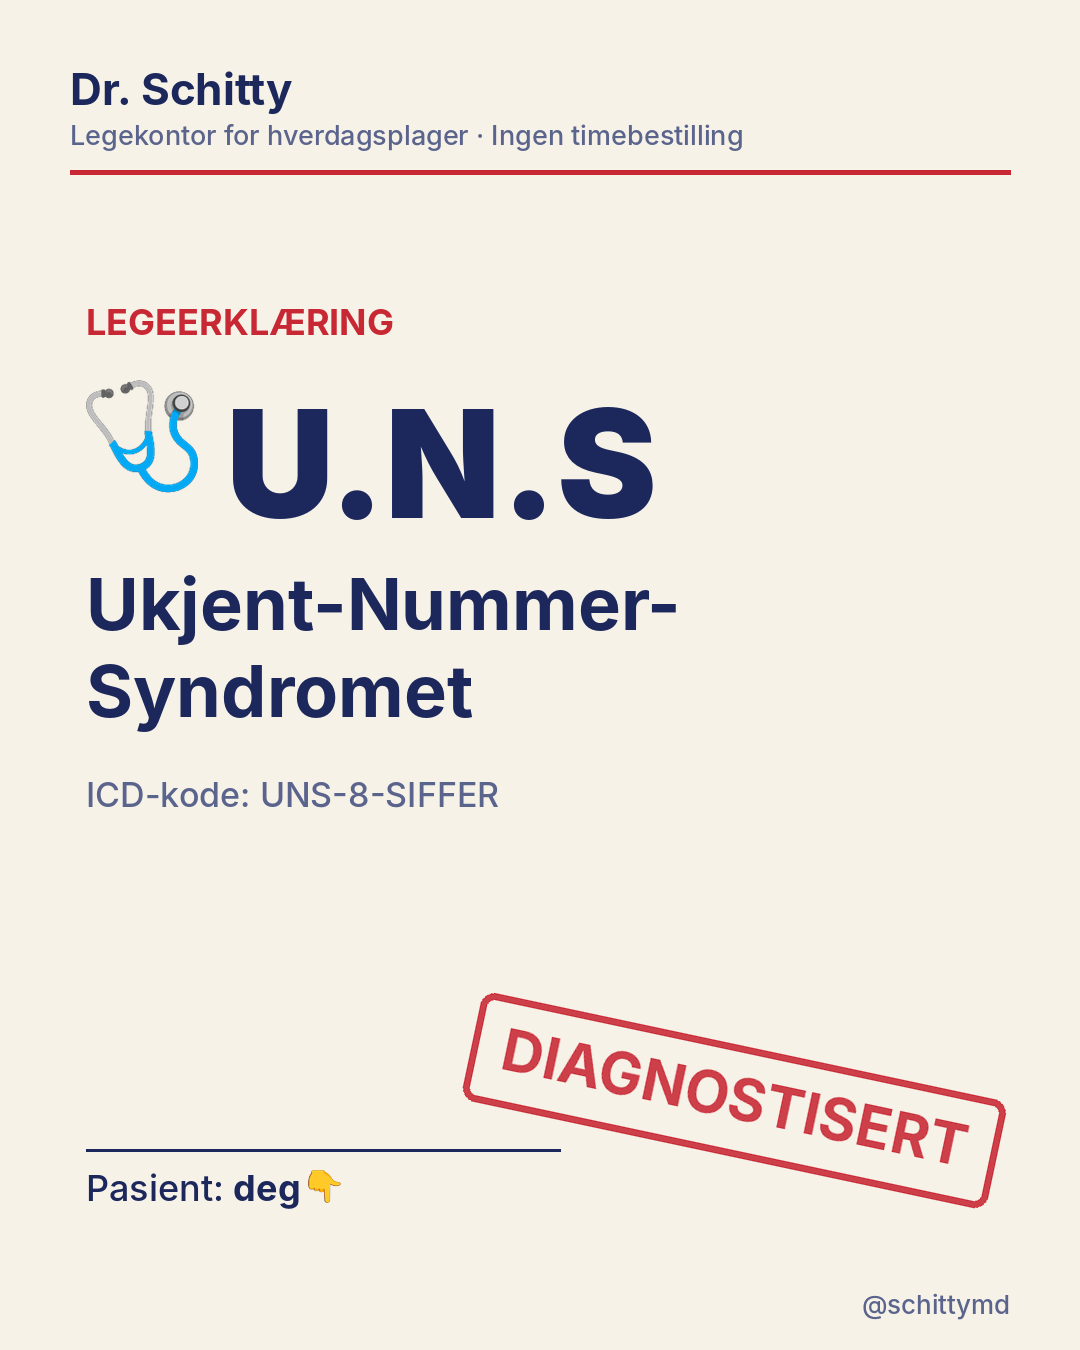 Dr. Schitty
Legekontor for hverdagsplager · Ingen timebestilling
LEGEERKLÆRING
U.N.S
Ukjent-Nummer-
Syndromet
ICD-kode: UNS-8-SIFFER
DIAGNOSTISERT
Pasient: deg👇
@schittymd